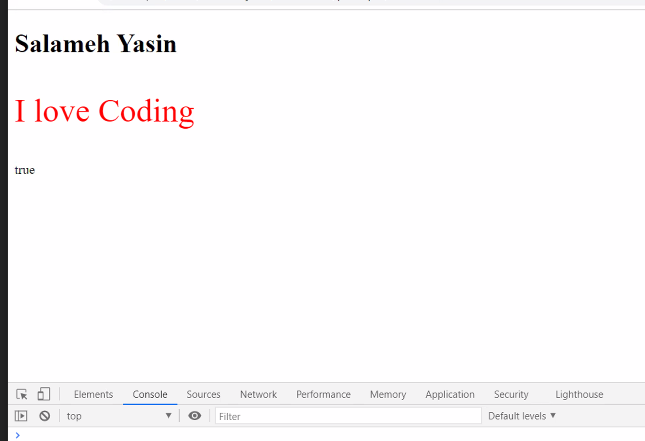 Salameh Yasin
I love Coding
true
Elements Console Sources Network Performance Memory Application Security Lighthouse
top Filter Default levels